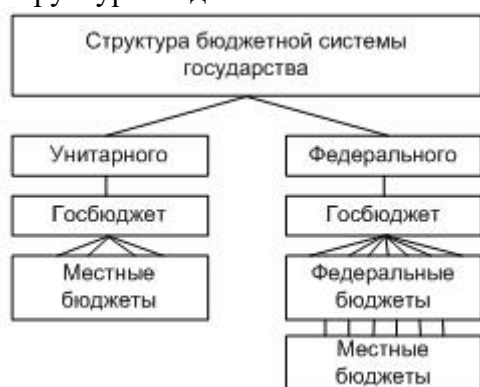 Структура бюджетной системы
государства
Унитарного
Федерального
Госбюджет
Госбюджет
Местные
бюджеты
Федеральные
бюджеты
Местные
бюджеты